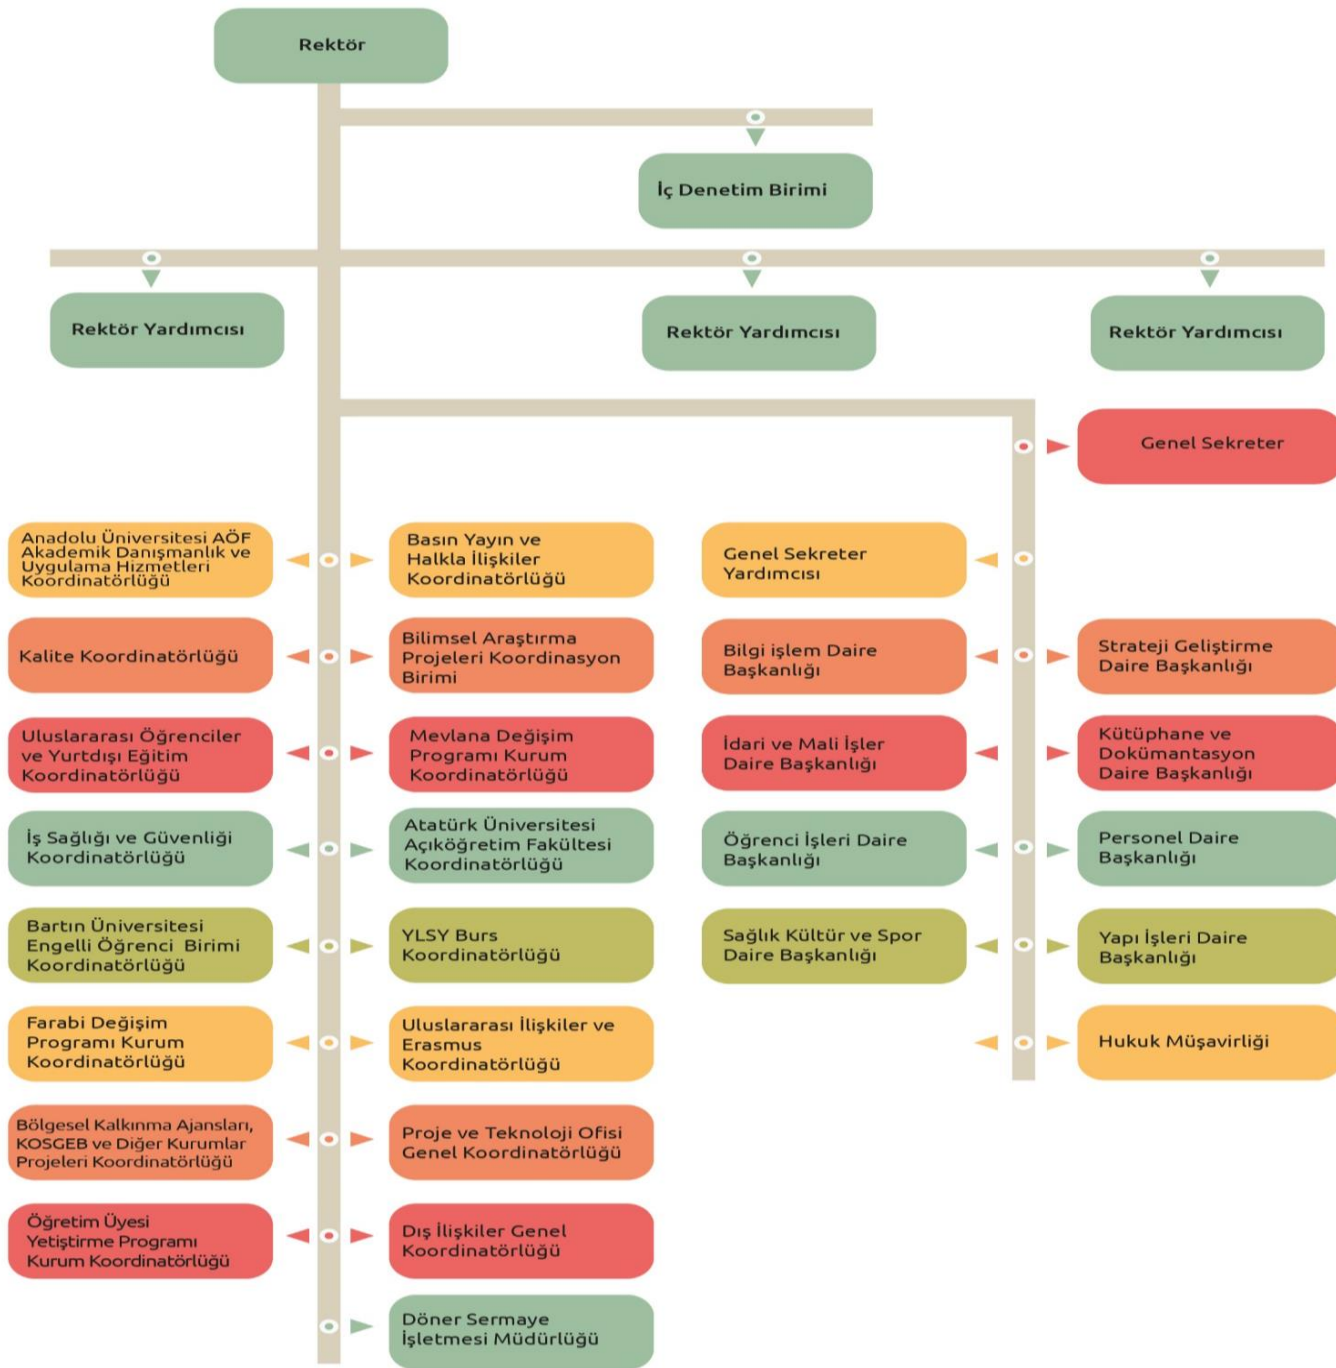 Rektör
İç Denetim Birimi
Rektör Yardımcısı
Rektör Yardımcısı
Rektör Yardımcısı
Genel Sekreter
Anadolu Üniversitesi AÖF
Akademik Danışmanlık ve
Uygulama Hizmetleri
Koordinatörlüğü
Basın Yayın ve
Halkla İlişkiler
Koordinatörlüğü
Genel Sekreter
Yardımcısı
Kalite Koordinatörlüğü
Bilimsel Araştırma
Projeleri Koordinasyon
Birimi
Bilgi işlem Daire
Başkanlığı
Strateji Geliştirme
Daire Başkanlığı
Uluslararası Öğrenciler
ve Yurtdışı Eğitim
Koordinatörlüğü
Mevlana Değişim
Programı Kurum
Koordinatörlüğü
İdari ve Mali İşler
Daire Başkanlığı
Kütüphane ve
Dokümantasyon
Daire Başkanlığı
İş Sağlığı ve Güvenliği
Koordinatörlüğü
Atatürk Üniversitesi
Açıköğretim Fakültesi
Koordinatörlüğü
Öğrenci İşleri Daire
Başkanlığı
Personel Daire
Başkanlığı
Bartın Üniversitesi
Engelli Öğrenci Birimi
Koordinatörlüğü
YLSY Burs
Koordinatörlüğü
Sağlık Kültür ve Spor
Daire Başkanlığı
Yapı İşleri Daire
Başkanlığı
Farabi Değişim
Programı Kurum
Koordinatörlüğü
Uluslararası İlişkiler ve
Erasmus
Koordinatörlüğü
Hukuk Müşavirliği
Bölgesel Kalkınma Ajansları,
KOSGEB ve Diğer Kurumlar
Projeleri Koordinatörlüğü
Proje ve Teknoloji Ofisi
Genel Koordinatörlüğü
Öğretim Üyesi
Yetiştirme Programı
Kurum Koordinatörlüğü
Dış İlişkiler Genel
Koordinatörlüğü
Döner Sermaye
İşletmesi Müdürlüğü